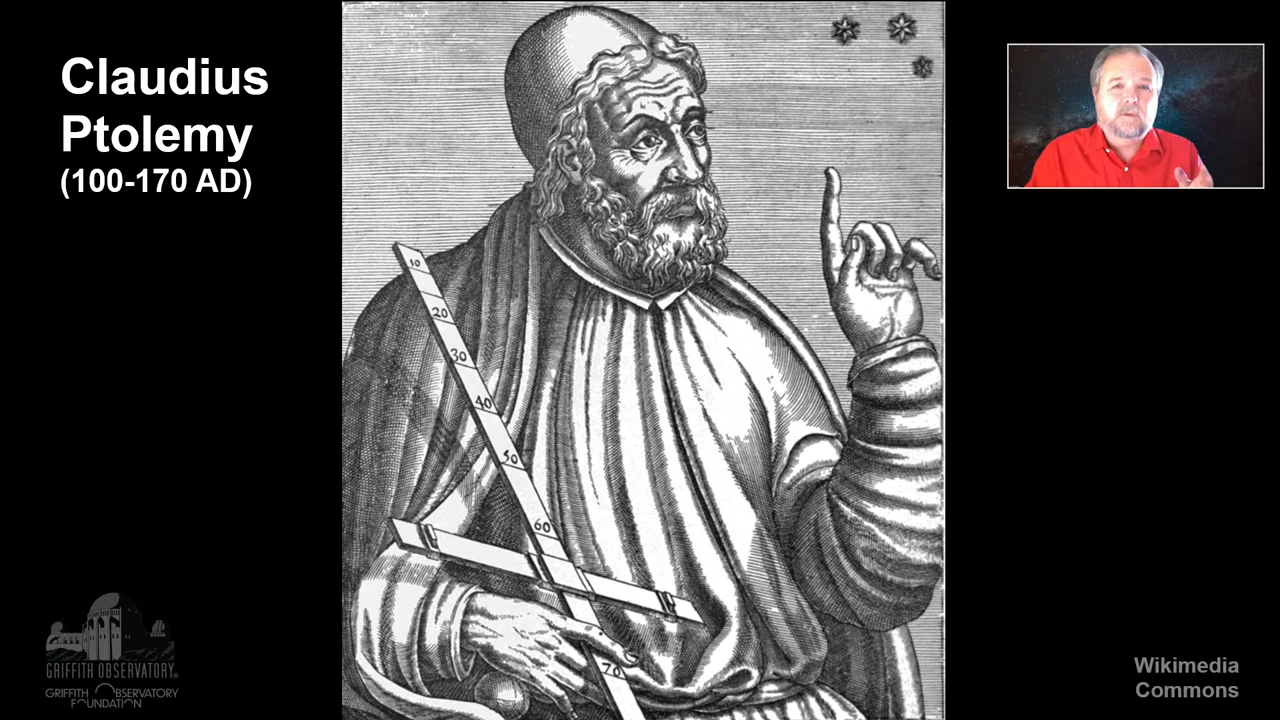 Claudius
Ptolemy
(100-170 AD)
10
20
30
40
50
60
70
GRIFFITH OBSERVATORY
GRIFFITH OBSERVATORY
FOUNDATION
Wikimedia
Commons